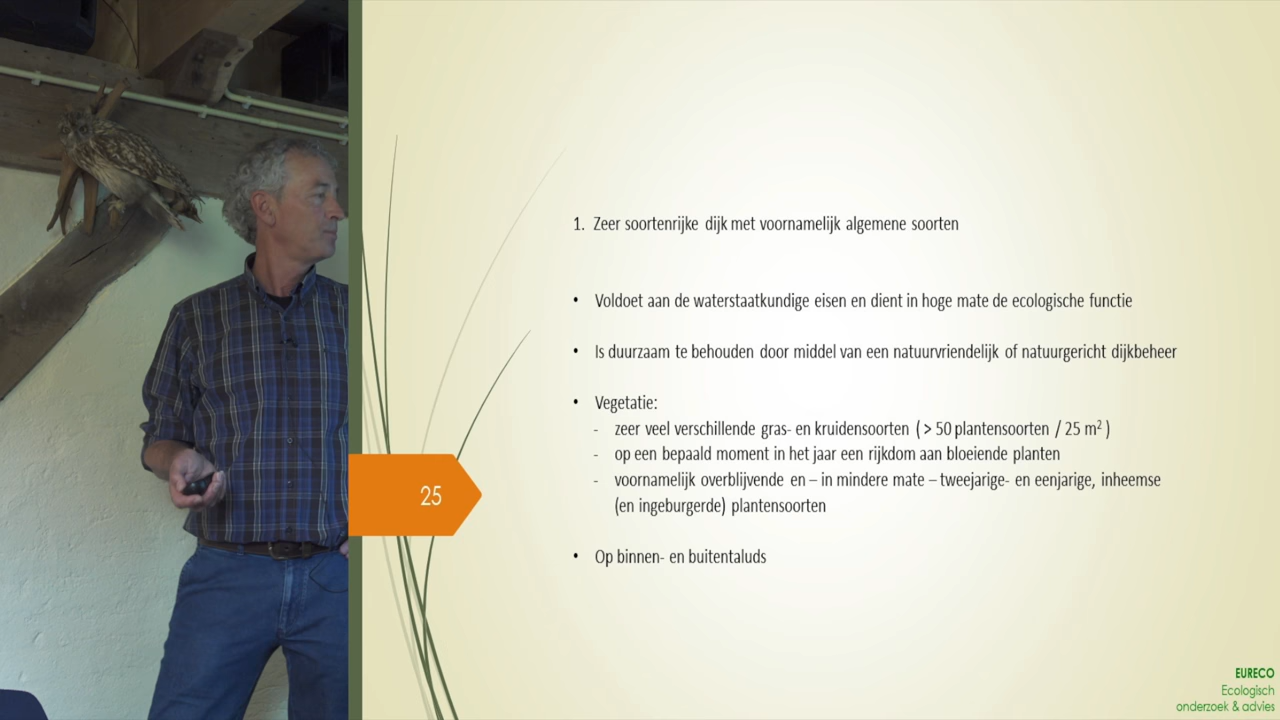 1. Zeer soortenrijke dijk met voornamelijk algemene soorten
• Voldoet aan de waterstaatkundige eisen en dient in hoge mate de ecologische functie
• Is duurzaam te behouden door middel van een natuurvriendelijk of natuurgericht dijkbeheer
• Vegetatie:
- zeer veel verschillende gras- en kruidensoorten ( > 50 plantensoorten / 25 m² )
- op een bepaald moment in het jaar een rijkdom aan bloeiende planten
- voornamelijk overblijvende en – in mindere mate – tweejarige- en eenjarige, inheemse
(en ingeburgerde) plantensoorten
25
• Op binnen- en buitentaluds
EURECO
Ecologisch
onderzoek & advies